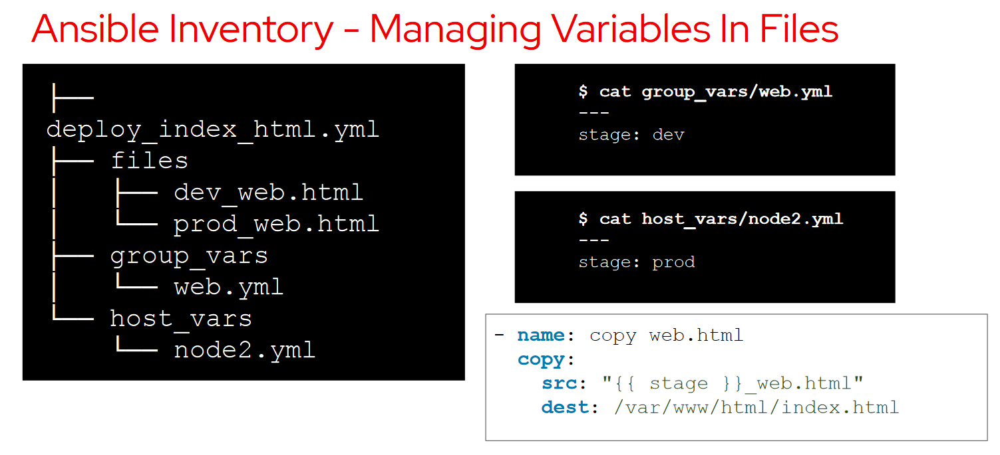 Ansible Inventory - Managing Variables In Files
├──
deploy_index_html.yml
├── files
│   ├── dev_web.html
│   └── prod_web.html
├── group_vars
│   └── web.yml
└── host_vars
    └── node2.yml
$ cat group_vars/web.yml
---
stage: dev
$ cat host_vars/node2.yml
---
stage: prod
- name: copy web.html
  copy:
    src: "{{ stage }}_web.html"
    dest: /var/www/html/index.html